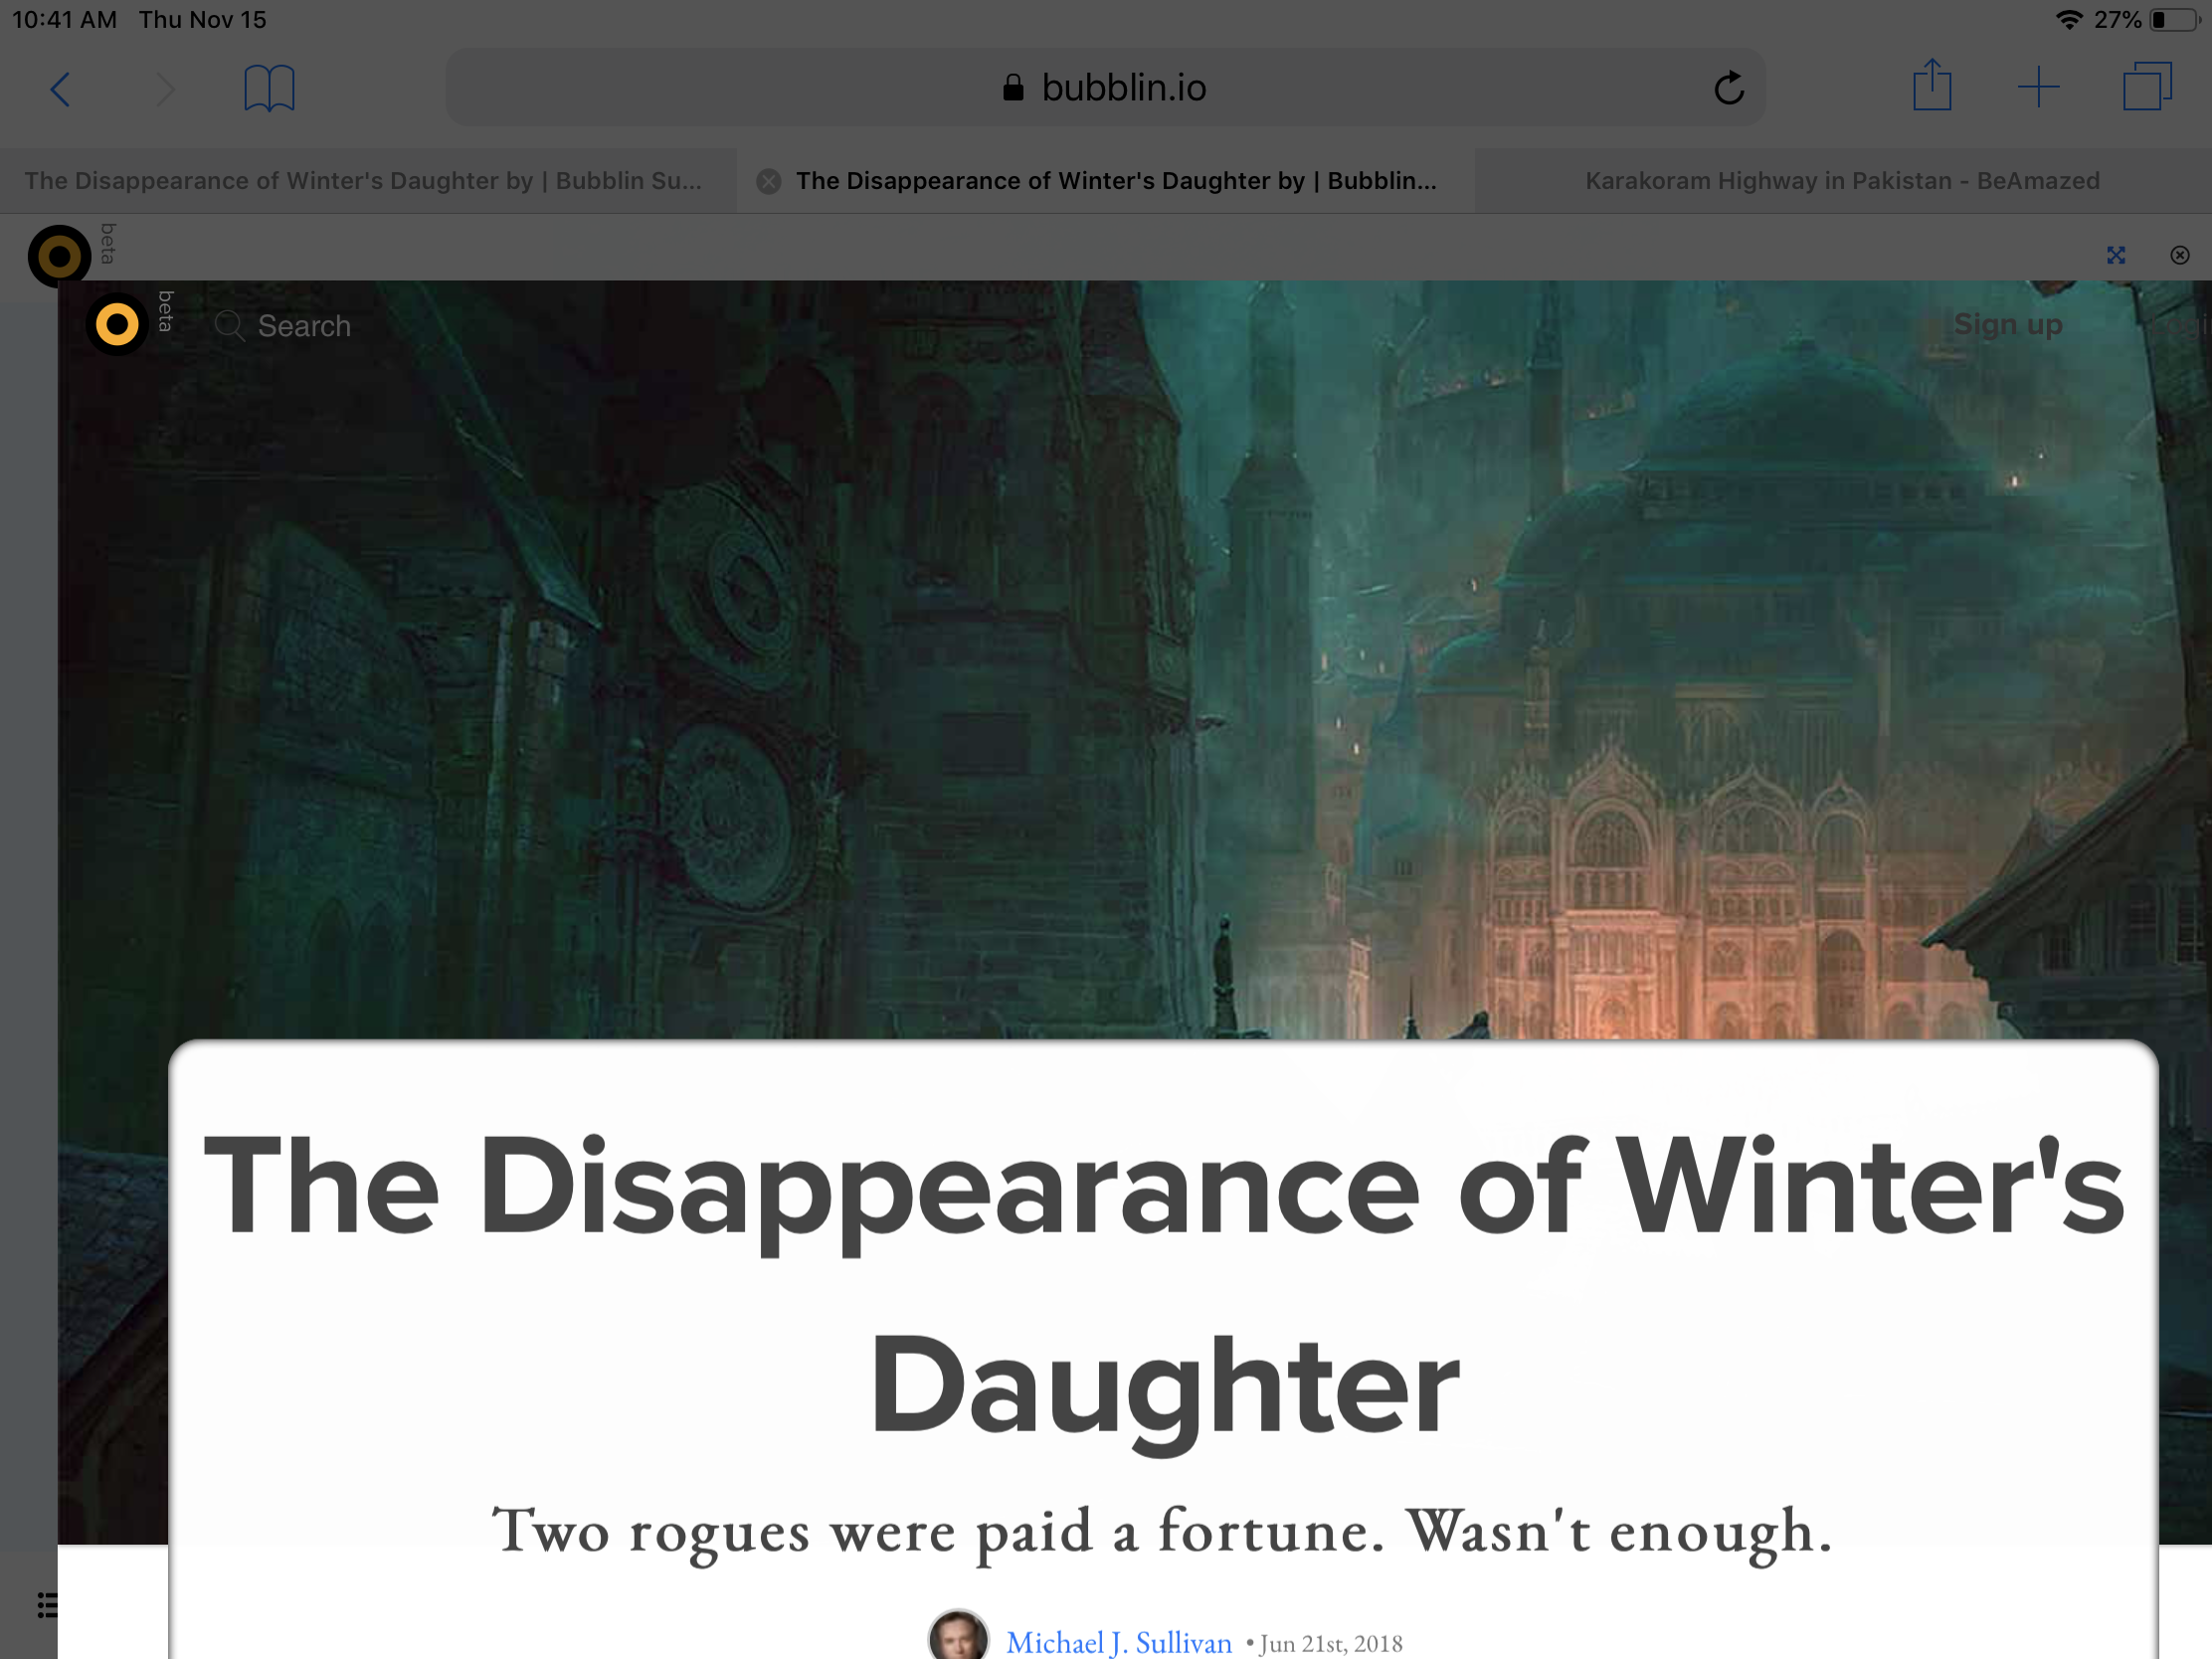 10:41 AM Thu Nov 15
27%
bubblin.io
The Disappearance of Winter's Daughter by | Bubblin Su...
The Disappearance of Winter's Daughter by | Bubblin...
Karakoram Highway in Pakistan - BeAmazed
beta
beta
Search
Sign up
The Disappearance of Winter's
Daughter
Two rogues were paid a fortune. Wasn't enough.
Michael J. Sullivan • Jun 21st, 2018